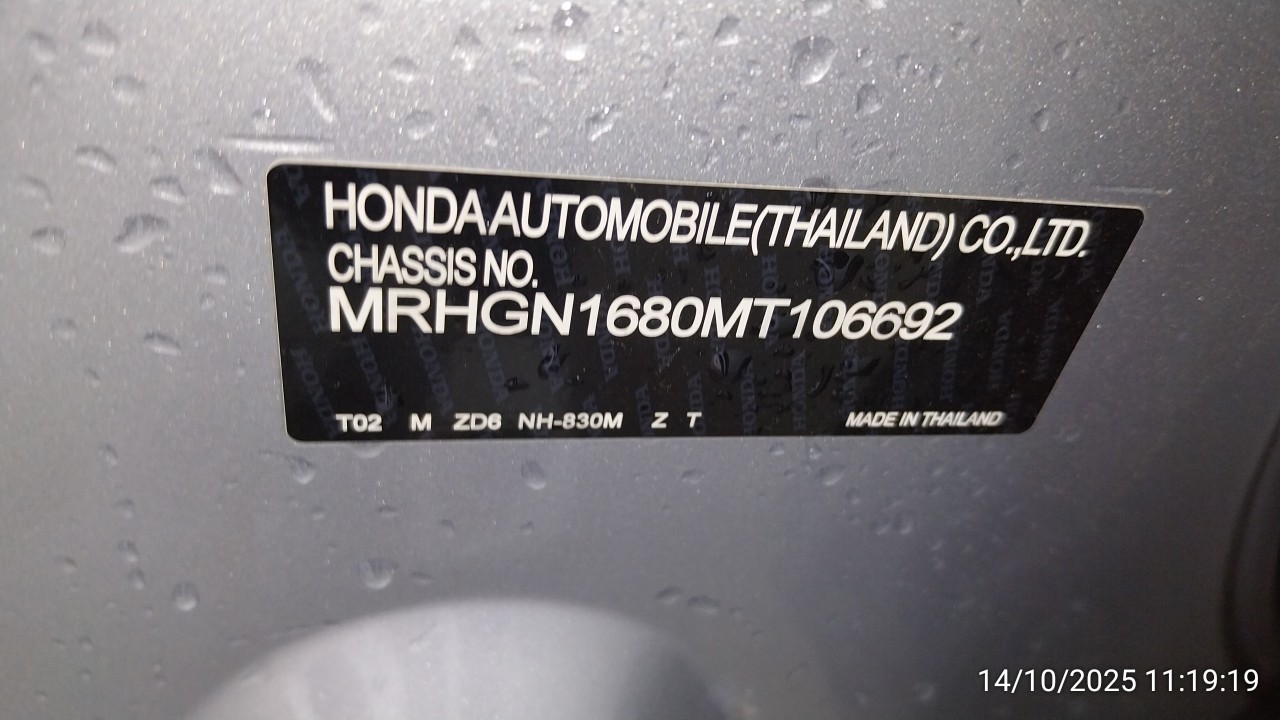 HONDA AUTOMOBILE(THAILAND) CO.,LTD.
CHASSIS NO.
MRHGN1680MT106692
T02 M ZD6 NH-830M Z T MADE IN THAILAND
14/10/2025 11:19:19